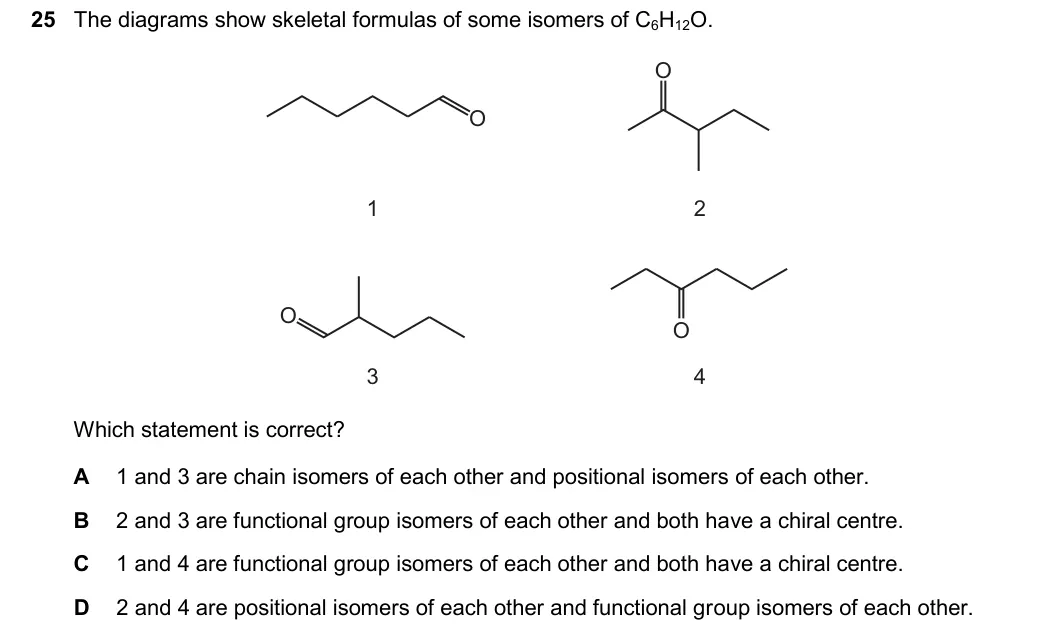 25 The diagrams show skeletal formulas of some isomers of C₆H₁₂O.
O
O
1
2
O
O
3
4
Which statement is correct?
A 1 and 3 are chain isomers of each other and positional isomers of each other.
B 2 and 3 are functional group isomers of each other and both have a chiral centre.
C 1 and 4 are functional group isomers of each other and both have a chiral centre.
D 2 and 4 are positional isomers of each other and functional group isomers of each other.